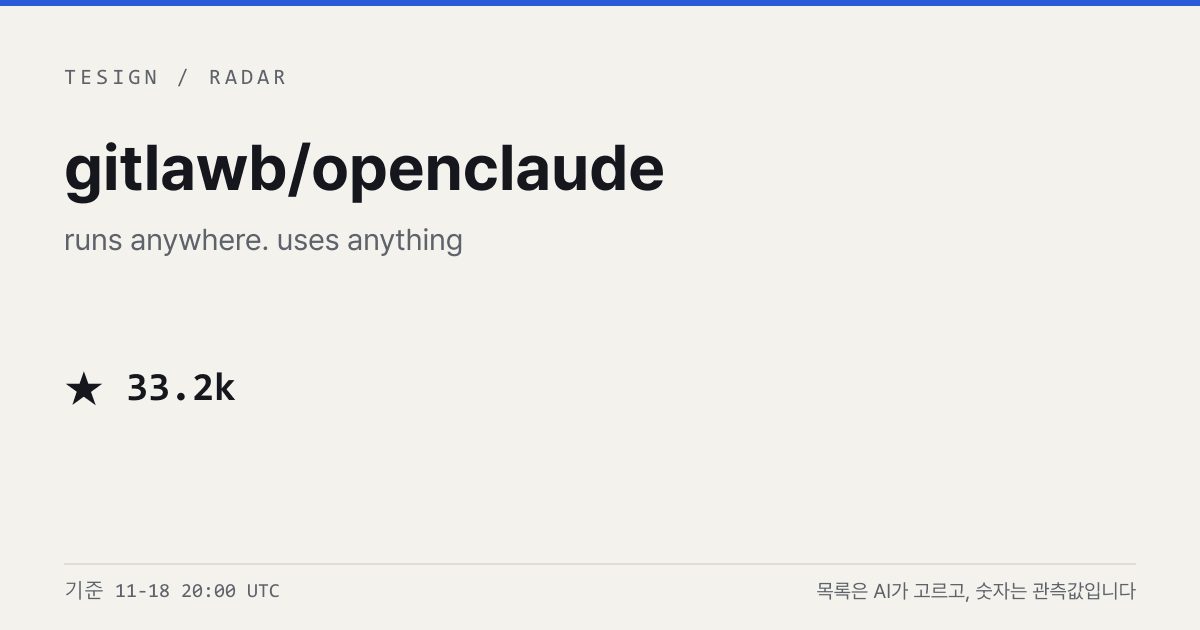 TESIGN / RADAR
gitlawb/openclaude
runs anywhere. uses anything
★ 33.2k
기준 11-18 20:00 UTC
목록은 AI가 고르고, 숫자는 관측값입니다